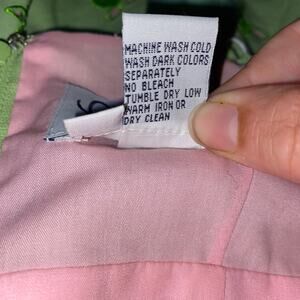 MACHINE WASH COLD
WASH DARK COLORS
SEPARATELY
NO BLEACH
TUMBLE DRY LOW
WARM IRON OR
DRY CLEAN